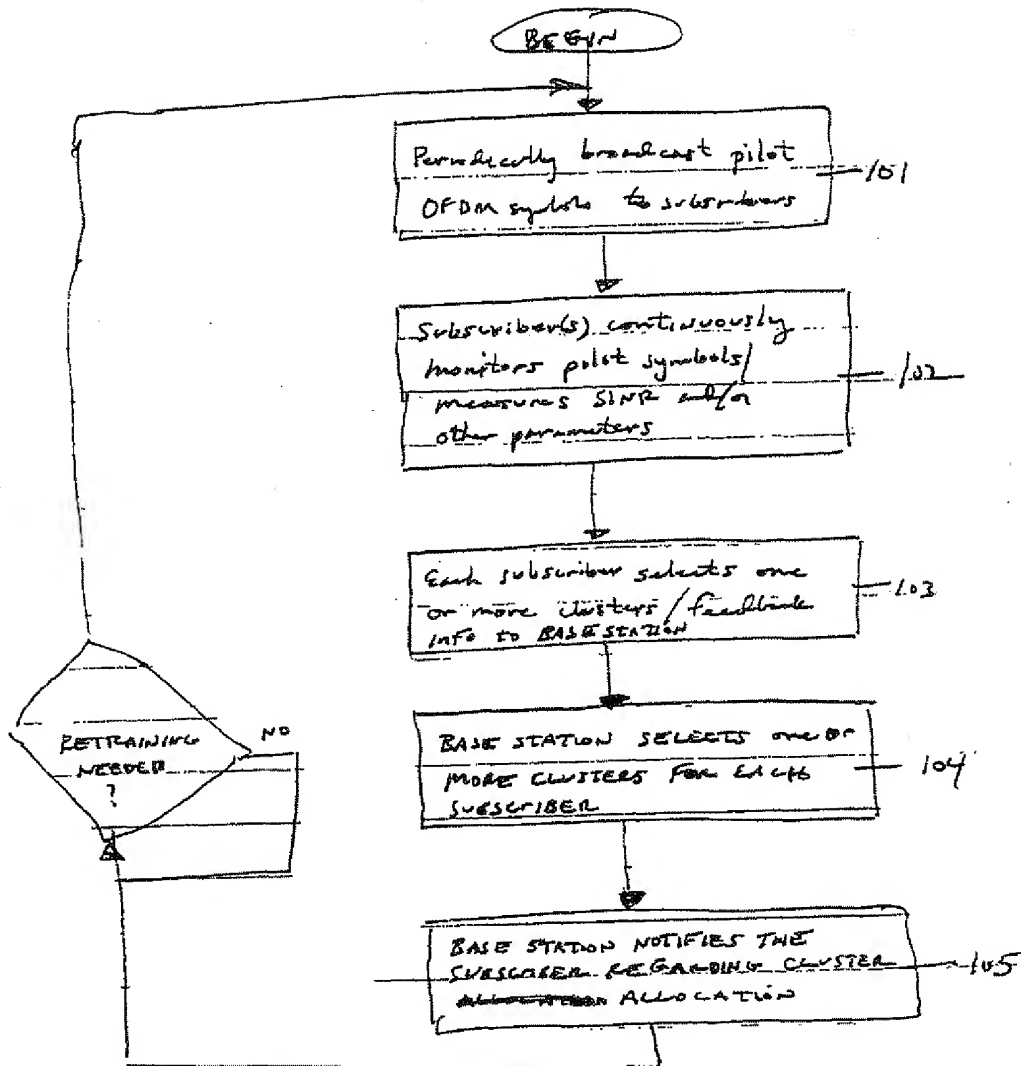 BEGIN
Periodically broadcast pilot
OFDM symbols to subscribers
101
Subscriber(s) continuously
monitors pilot symbols/
measures SINR and/or
other parameters
102
Each subscriber selects one
or more clusters/feedback
info to BASE STATION
103
BASE STATION SELECTS one or
MORE CLUSTERS FOR EACH
SUBSCRIBER
104
BASE STATION NOTIFIES THE
SUBSCRIBER REGARDING CLUSTER
ALLOCATION
105
RETRAINING
NEEDED
?
NO